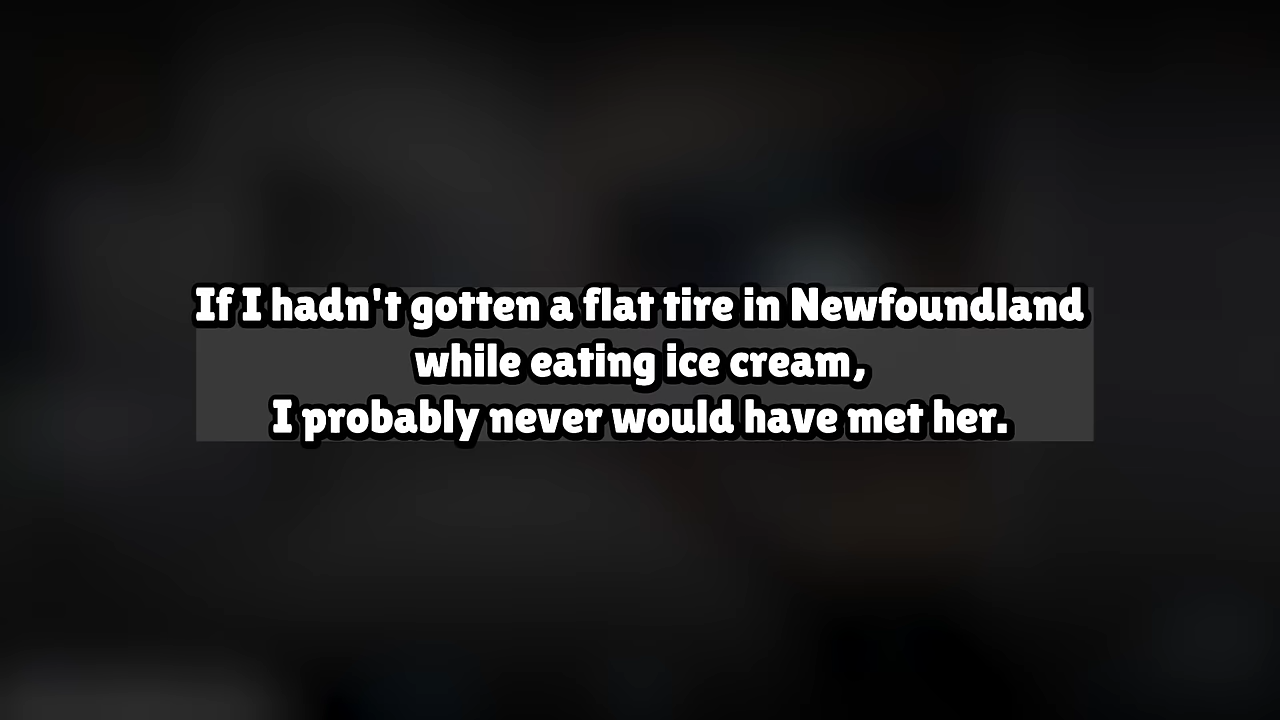 If I hadn't gotten a flat tire in Newfoundland
while eating ice cream,
I probably never would have met her.